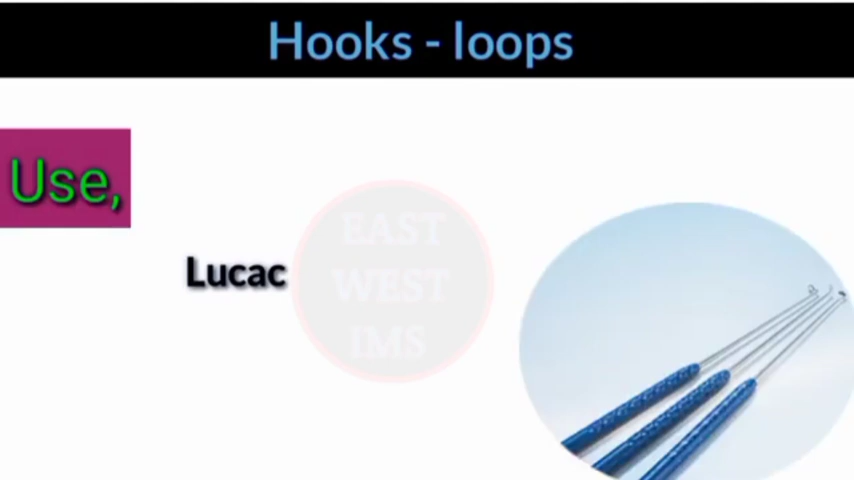 Hooks - loops
Use,
Lucac
EAST
WEST
IMS